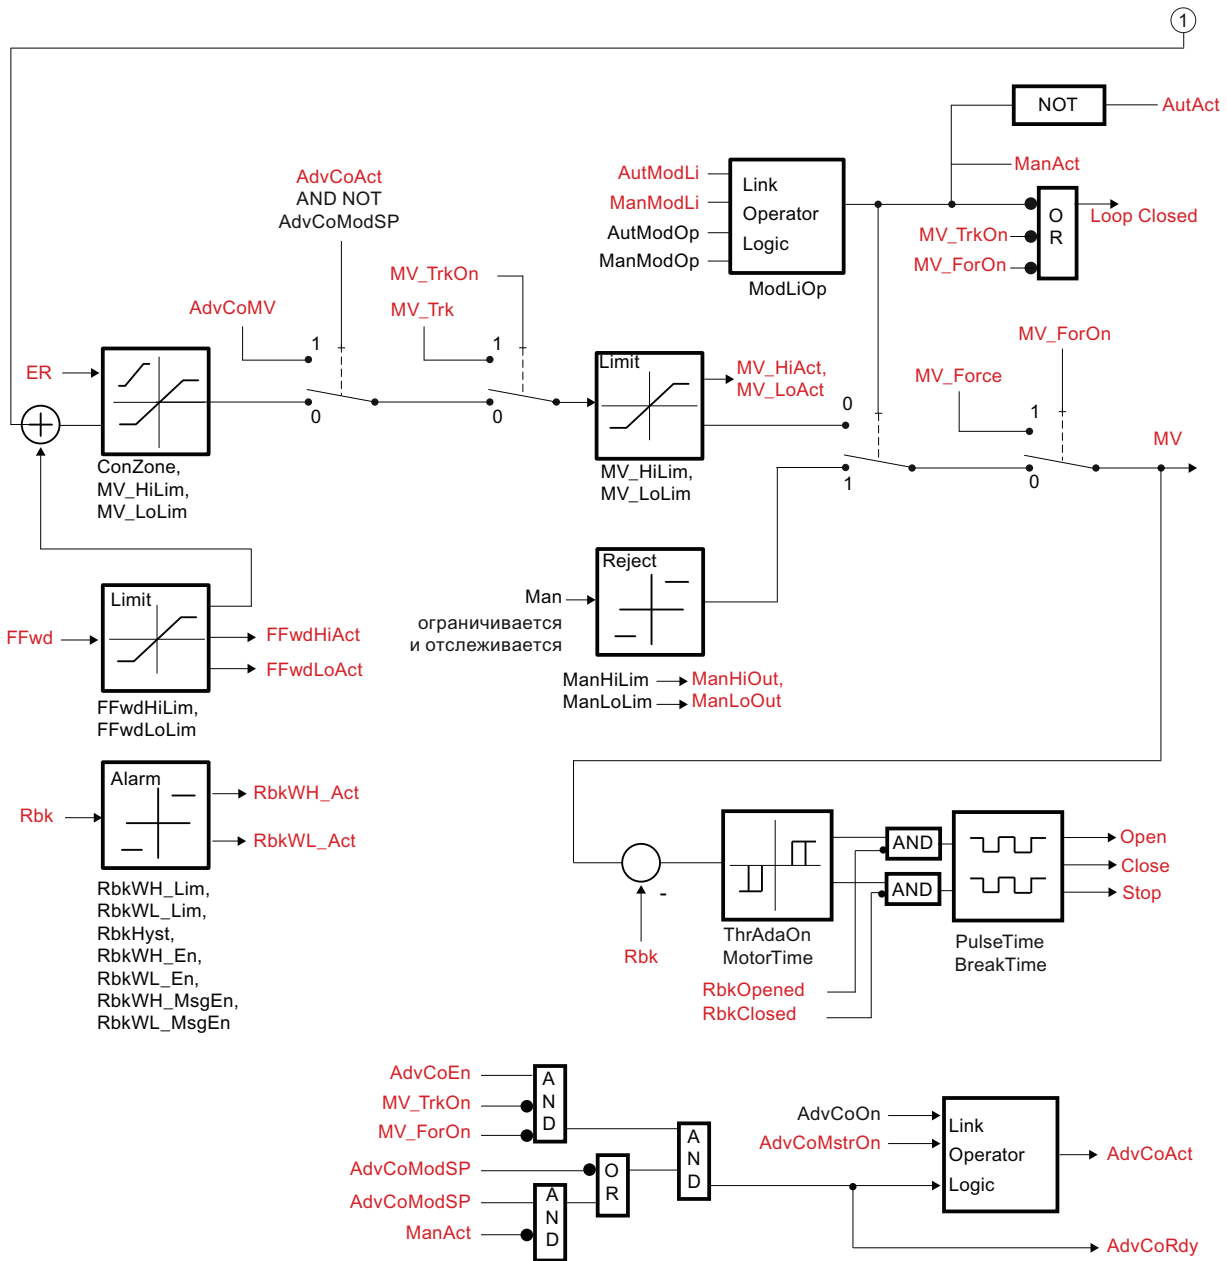 1
NOT
AutAct
ManAct
AutModLi
ManModLi
AutModOp
ManModOp
Link
Operator
Logic
ModLiOp
O
R
Loop Closed
MV_TrkOn
MV_ForOn
AdvCoAct
AND NOT
AdvCoModSP
AdvCoMV
1
0
MV_TrkOn
MV_Trk
1
0
ER
ConZone,
MV_HiLim,
MV_LoLim
Limit
MV_HiAct,
MV_LoAct
MV_HiLim,
MV_LoLim
0
1
MV_ForOn
MV_Force
1
0
MV
Reject
Man
ограничивается
и отслеживается
ManHiLim
ManHiOut,
ManLoLim
ManLoOut
FFwd
Limit
FFwdHiAct
FFwdLoAct
FFwdHiLim,
FFwdLoLim
Rbk
Alarm
RbkWH_Act
RbkWL_Act
RbkWH_Lim,
RbkWL_Lim,
RbkHyst,
RbkWH_En,
RbkWL_En,
RbkWH_MsgEn,
RbkWL_MsgEn
-
Rbk
ThrAdaOn
MotorTime
RbkOpened
RbkClosed
AND
AND
PulseTime
BreakTime
Open
Close
Stop
AdvCoEn
MV_TrkOn
MV_ForOn
A
N
D
AdvCoModSP
AdvCoModSP
ManAct
A
N
D
O
R
A
N
D
AdvCoOn
AdvCoMstrOn
Link
Operator
Logic
AdvCoAct
AdvCoRdy